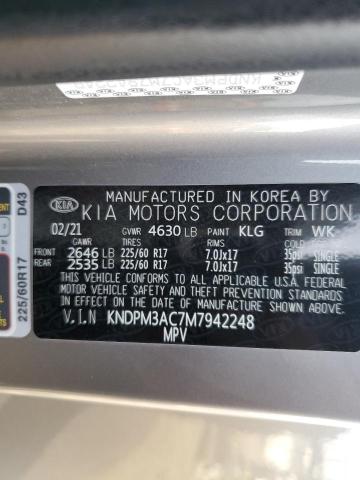 MANUFACTURED IN KOREA BY
KIA KIA MOTORS CORPORATION
02/21 GVWR 4630 LB PAINT KLG TRIM WK
GAWR TIRES
FRONT 2646 LB 225/60 R17 7.0Jx17 35psi SINGLE
REAR 2535 LB 225/60 R17 7.0Jx17 35psi SINGLE
THIS VEHICLE CONFORMS TO ALL APPLICABLE U.S.A. FEDERAL
MOTOR VEHICLE SAFETY AND THEFT PREVENTION STANDARDS
IN EFFECT ON THE DATE OF MANUFACTURE SHOWN ABOVE.
V.I.N KNDPM3AC7M7942248
MPV
225/60R17 D43